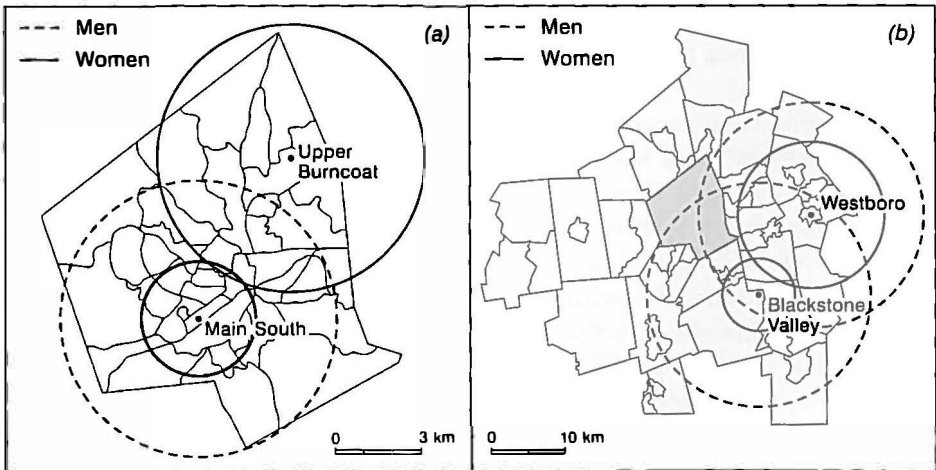 Men
Women
(a)
Upper
Burncoat
Main South
0 3 km
Men
Women
(b)
Westboro
Blackstone
Valley
0 10 km